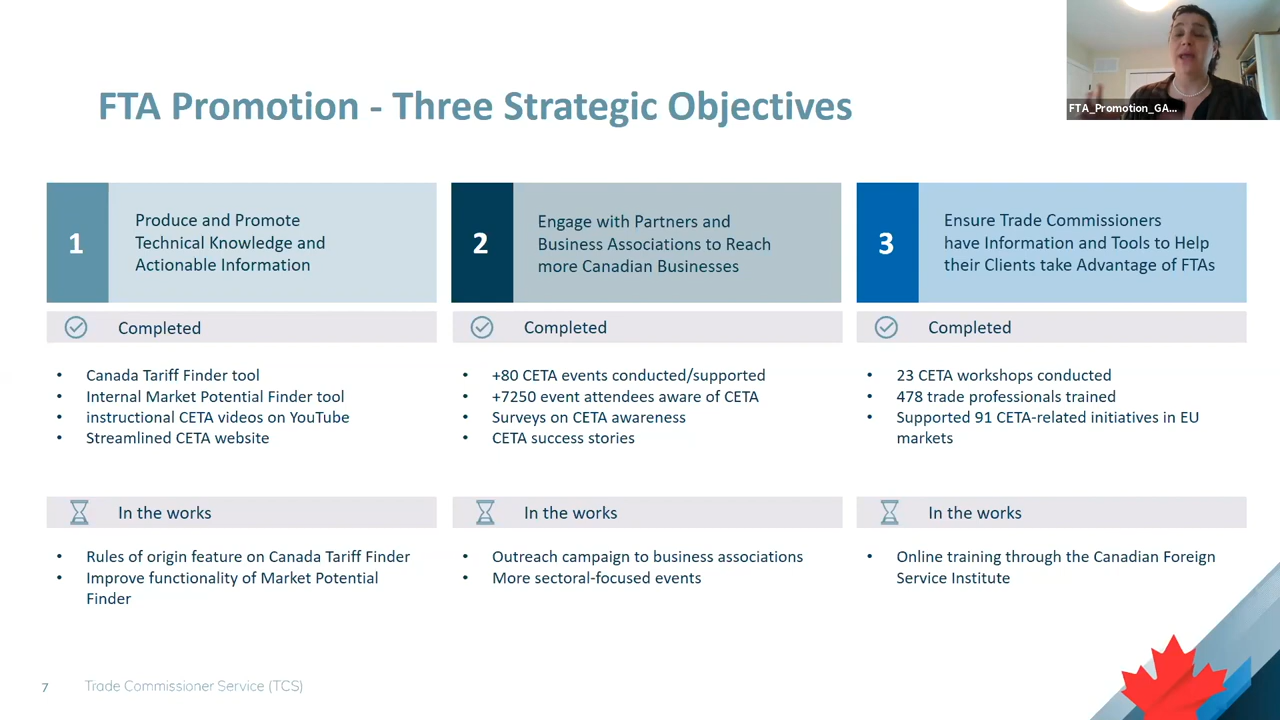 FTA_Promotion_GA...
FTA Promotion - Three Strategic Objectives
1
Produce and Promote
Technical Knowledge and
Actionable Information
Completed
• Canada Tariff Finder tool
• Internal Market Potential Finder tool
• instructional CETA videos on YouTube
• Streamlined CETA website
In the works
• Rules of origin feature on Canada Tariff Finder
• Improve functionality of Market Potential
Finder
2
Engage with Partners and
Business Associations to Reach
more Canadian Businesses
Completed
• +80 CETA events conducted/supported
• +7250 event attendees aware of CETA
• Surveys on CETA awareness
• CETA success stories
In the works
• Outreach campaign to business associations
• More sectoral-focused events
3
Ensure Trade Commissioners
have Information and Tools to Help
their Clients take Advantage of FTAs
Completed
• 23 CETA workshops conducted
• 478 trade professionals trained
• Supported 91 CETA-related initiatives in EU
markets
In the works
• Online training through the Canadian Foreign
Service Institute
7 Trade Commissioner Service (TCS)